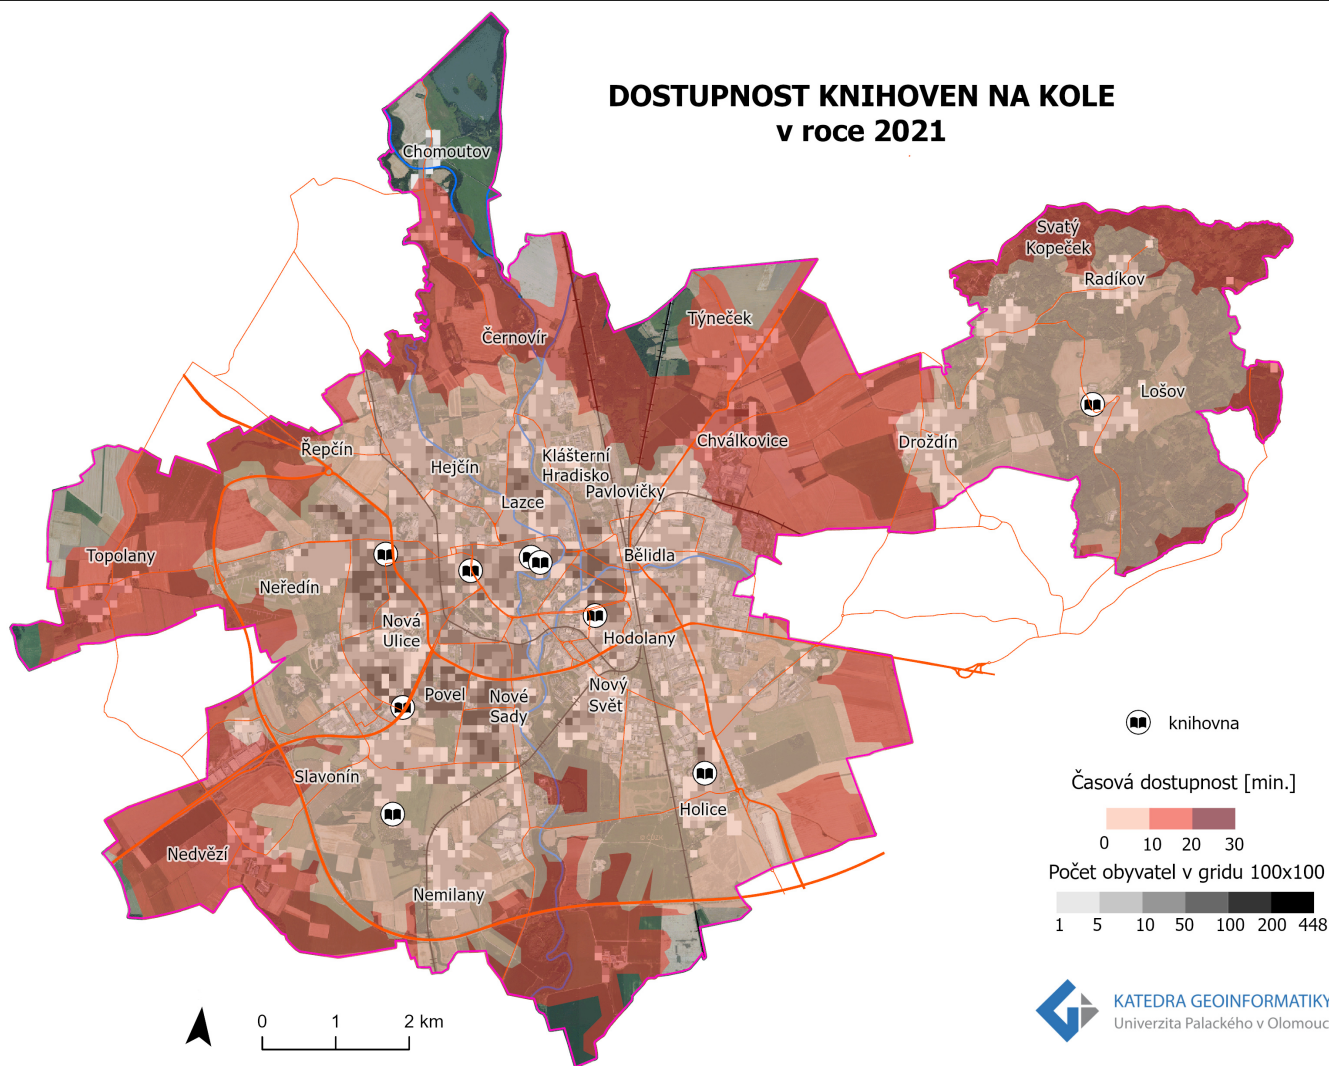 DOSTUPNOST KNIHOVEN NA KOLE
v roce 2021
Chomoutov
Svatý
Kopeček
Radíkov
Týneček
Černovír
Lošov
Chválkovice
Droždín
Řepčín
Klášterní
Hradisko
Hejčín
Pavlovičky
Lazce
Topolany
Bělidla
Neředín
Nová
Ulice
Hodolany
Povel
Nové
Sady
Nový
Svět
knihovna
Slavonín
Časová dostupnost [min.]
Holice
0 10 20 30
Nedvězí
Počet obyvatel v gridu 100x100
Nemilany
1 5 10 50 100 200 448
KATEDRA GEOINFORMATIKY
Univerzita Palackého v Olomouc
0 1 2 km